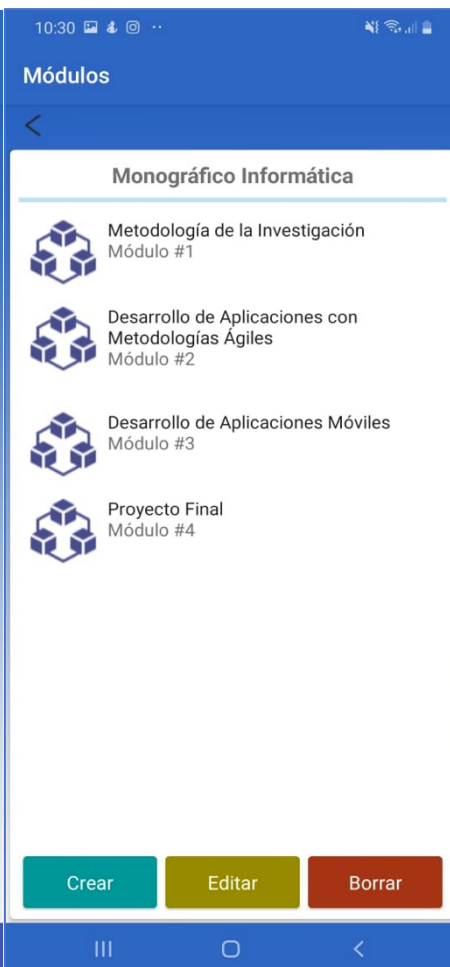 10:30
Módulos
Monográfico Informática
Metodología de la Investigación
Módulo #1
Desarrollo de Aplicaciones con
Metodologías Ágiles
Módulo #2
Desarrollo de Aplicaciones Móviles
Módulo #3
Proyecto Final
Módulo #4
Crear Editar Borrar